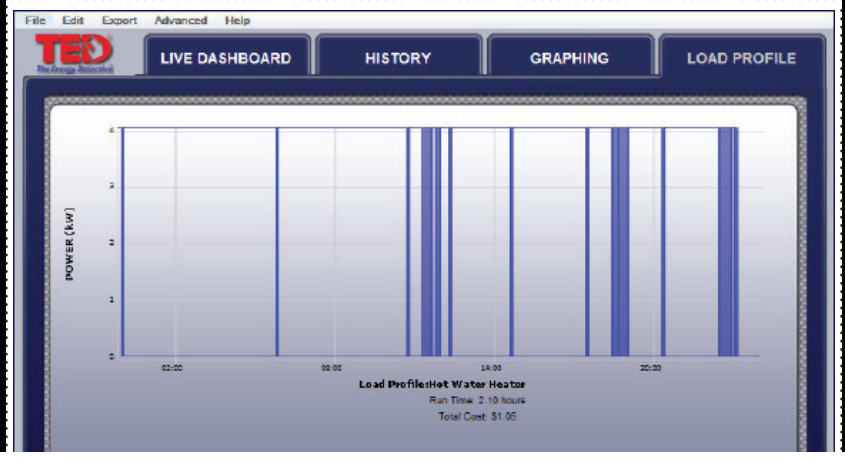 File Edit Export Advanced Help
TED
The Energy Detective
LIVE DASHBOARD HISTORY GRAPHING LOAD PROFILE
4
3
2
1
0
POWER (kW)
02:00 08:00 14:00 20:00
Load Profile:Hot Water Heater
Run Time: 2.10 hours
Total Cost: $1.05